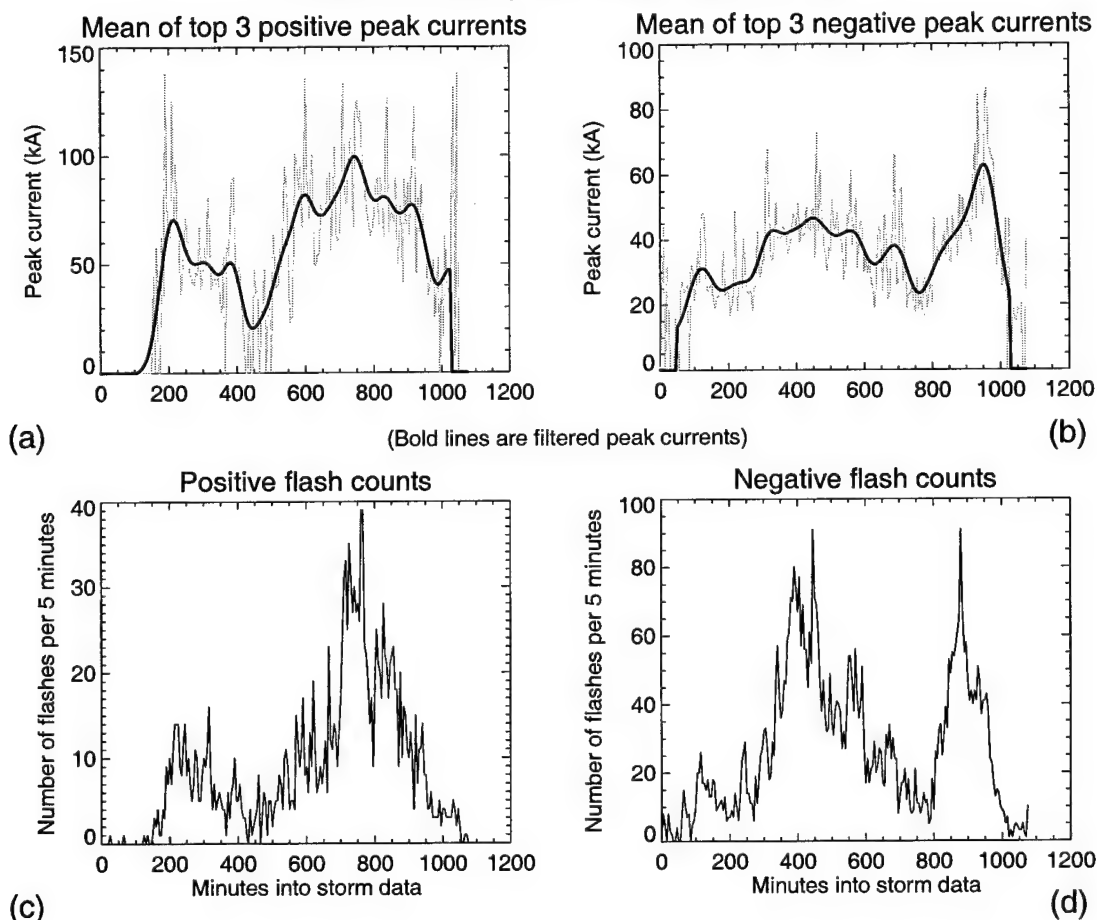 Mean of top 3 positive peak currents
150
100
50
0
Peak current (kA)
0 200 400 600 800 1000 1200
(a)
Mean of top 3 negative peak currents
100
80
60
40
20
0
Peak current (kA)
0 200 400 600 800 1000 1200
(b)
(Bold lines are filtered peak currents)
Positive flash counts
40
30
20
10
0
Number of flashes per 5 minutes
0 200 400 600 800 1000 1200
Minutes into storm data
(c)
Negative flash counts
100
80
60
40
20
0
Number of flashes per 5 minutes
0 200 400 600 800 1000 1200
Minutes into storm data
(d)